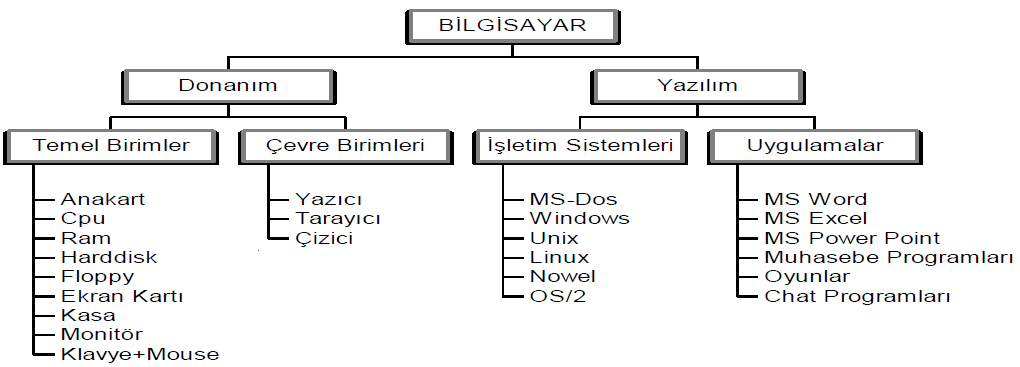 BİLGİSAYAR
Donanım
Yazılım
Temel Birimler
Çevre Birimleri
İşletim Sistemleri
Uygulamalar
Anakart
Cpu
Ram
Harddisk
Floppy
Ekran Kartı
Kasa
Monitör
Klavye+Mouse
Yazıcı
Tarayıcı
Çizici
MS-Dos
Windows
Unix
Linux
Nowel
OS/2
MS Word
MS Excel
MS Power Point
Muhasebe Programları
Oyunlar
Chat Programları